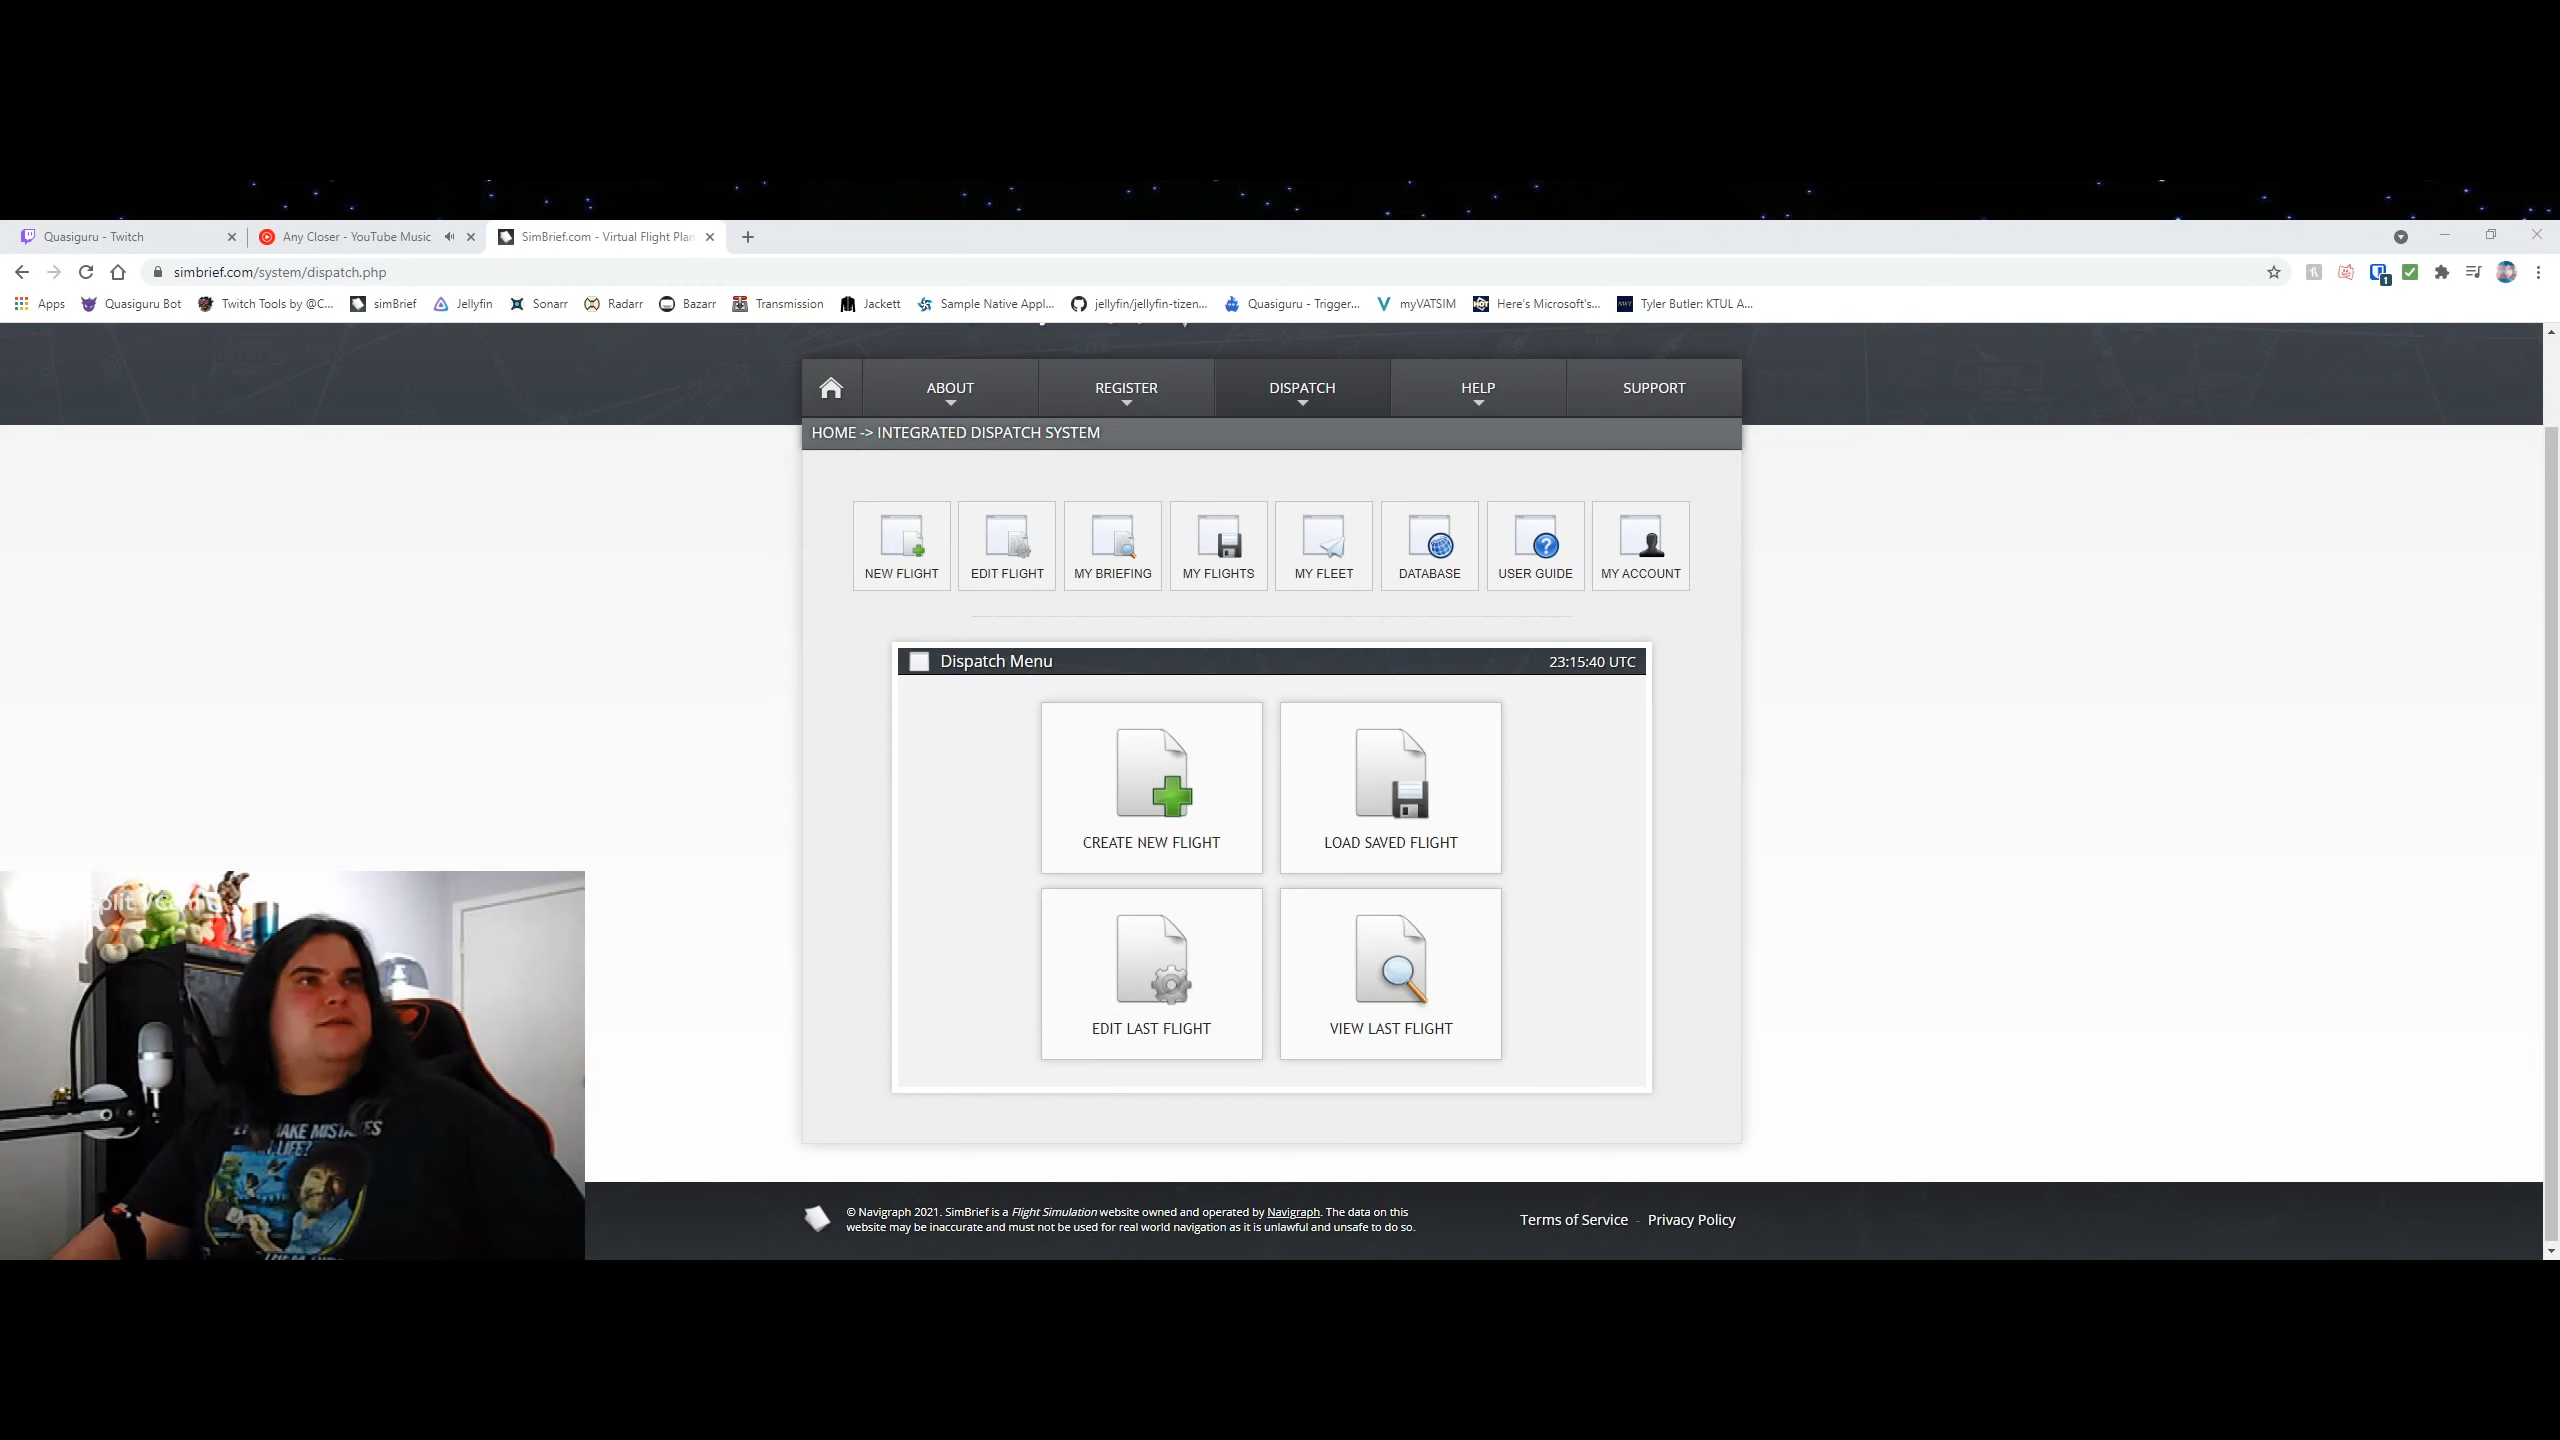 Quasiguru - Twitch
Any Closer - YouTube Music
SimBrief.com - Virtual Flight Plan
simbrief.com/system/dispatch.php
Apps Quasiguru Bot Twitch Tools by @C... simBrief Jellyfin Sonarr Radarr Bazarr Transmission Jackett Sample Native Appl... jellyfin/jellyfin-tizen... Quasiguru - Trigger... myVATSIM Here's Microsoft's... Tyler Butler: KTUL A...
ABOUT REGISTER DISPATCH HELP SUPPORT
HOME -> INTEGRATED DISPATCH SYSTEM
NEW FLIGHT EDIT FLIGHT MY BRIEFING MY FLIGHTS MY FLEET DATABASE USER GUIDE MY ACCOUNT
Dispatch Menu 23:15:40 UTC
CREATE NEW FLIGHT LOAD SAVED FLIGHT
EDIT LAST FLIGHT VIEW LAST FLIGHT
Split
MAKE MISTAKES
LIFE?
© Navigraph 2021. SimBrief is a Flight Simulation website owned and operated by Navigraph. The data on this
website may be inaccurate and must not be used for real world navigation as it is unlawful and unsafe to do so.
Terms of Service - Privacy Policy